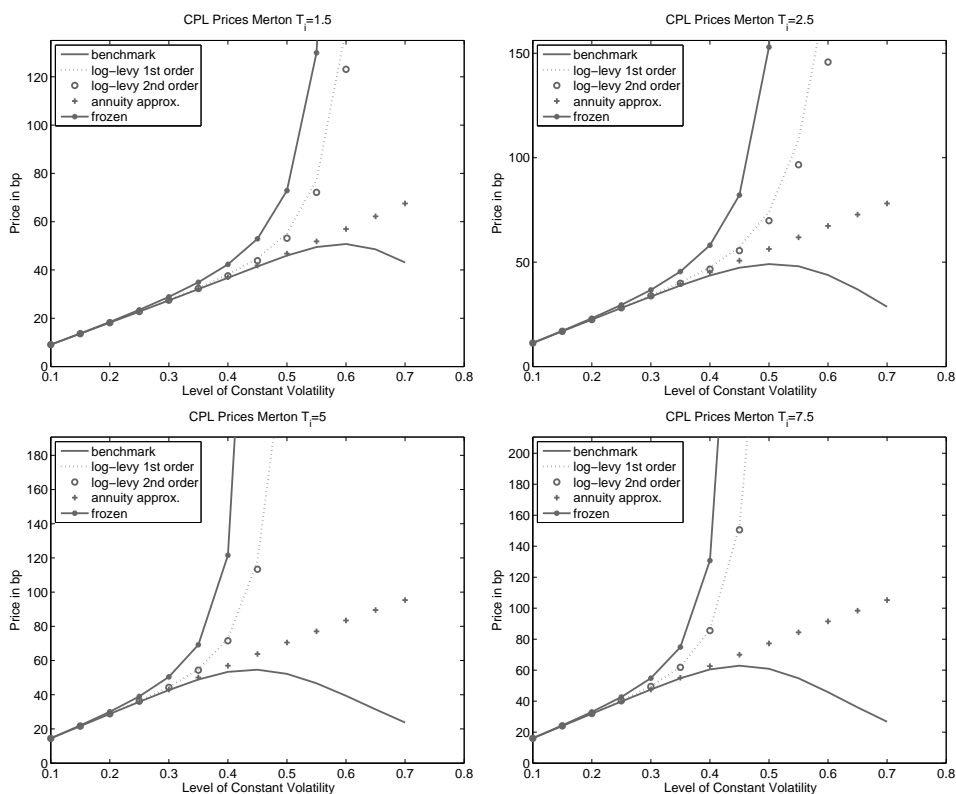 CPL Prices Merton T_i=1.5
benchmark
log−levy 1st order
log−levy 2nd order
annuity approx.
frozen
Price in bp
120
100
80
60
40
20
0
0.1 0.2 0.3 0.4 0.5 0.6 0.7 0.8
Level of Constant Volatility
CPL Prices Merton T_i=2.5
benchmark
log−levy 1st order
log−levy 2nd order
annuity approx.
frozen
Price in bp
150
100
50
0
0.1 0.2 0.3 0.4 0.5 0.6 0.7 0.8
Level of Constant Volatility
CPL Prices Merton T_i=5
benchmark
log−levy 1st order
log−levy 2nd order
annuity approx.
frozen
Price in bp
180
160
140
120
100
80
60
40
20
0
0.1 0.2 0.3 0.4 0.5 0.6 0.7 0.8
Level of Constant Volatility
CPL Prices Merton T_i=7.5
benchmark
log−levy 1st order
log−levy 2nd order
annuity approx.
frozen
Price in bp
200
180
160
140
120
100
80
60
40
20
0
0.1 0.2 0.3 0.4 0.5 0.6 0.7 0.8
Level of Constant Volatility